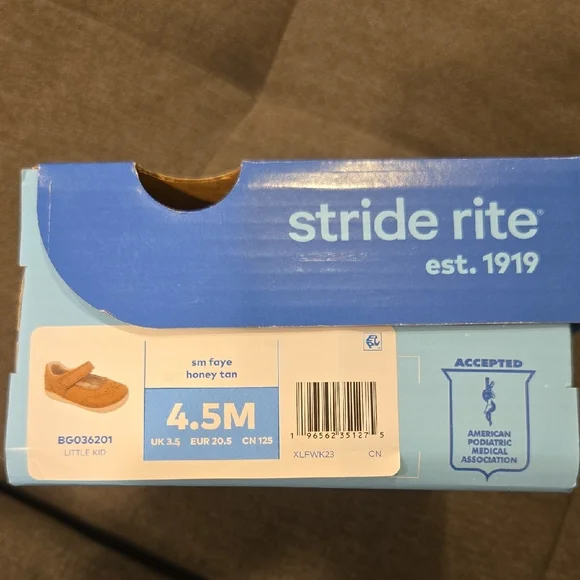 stride rite®
est. 1919
sm faye
honey tan
4.5M
UK 3.5 EUR 20.5 CN 125
BG036201
LITTLE KID
1 96562 35127 5
XLFWK23 CN
ACCEPTED
AMERICAN
PODIATRIC
MEDICAL
ASSOCIATION